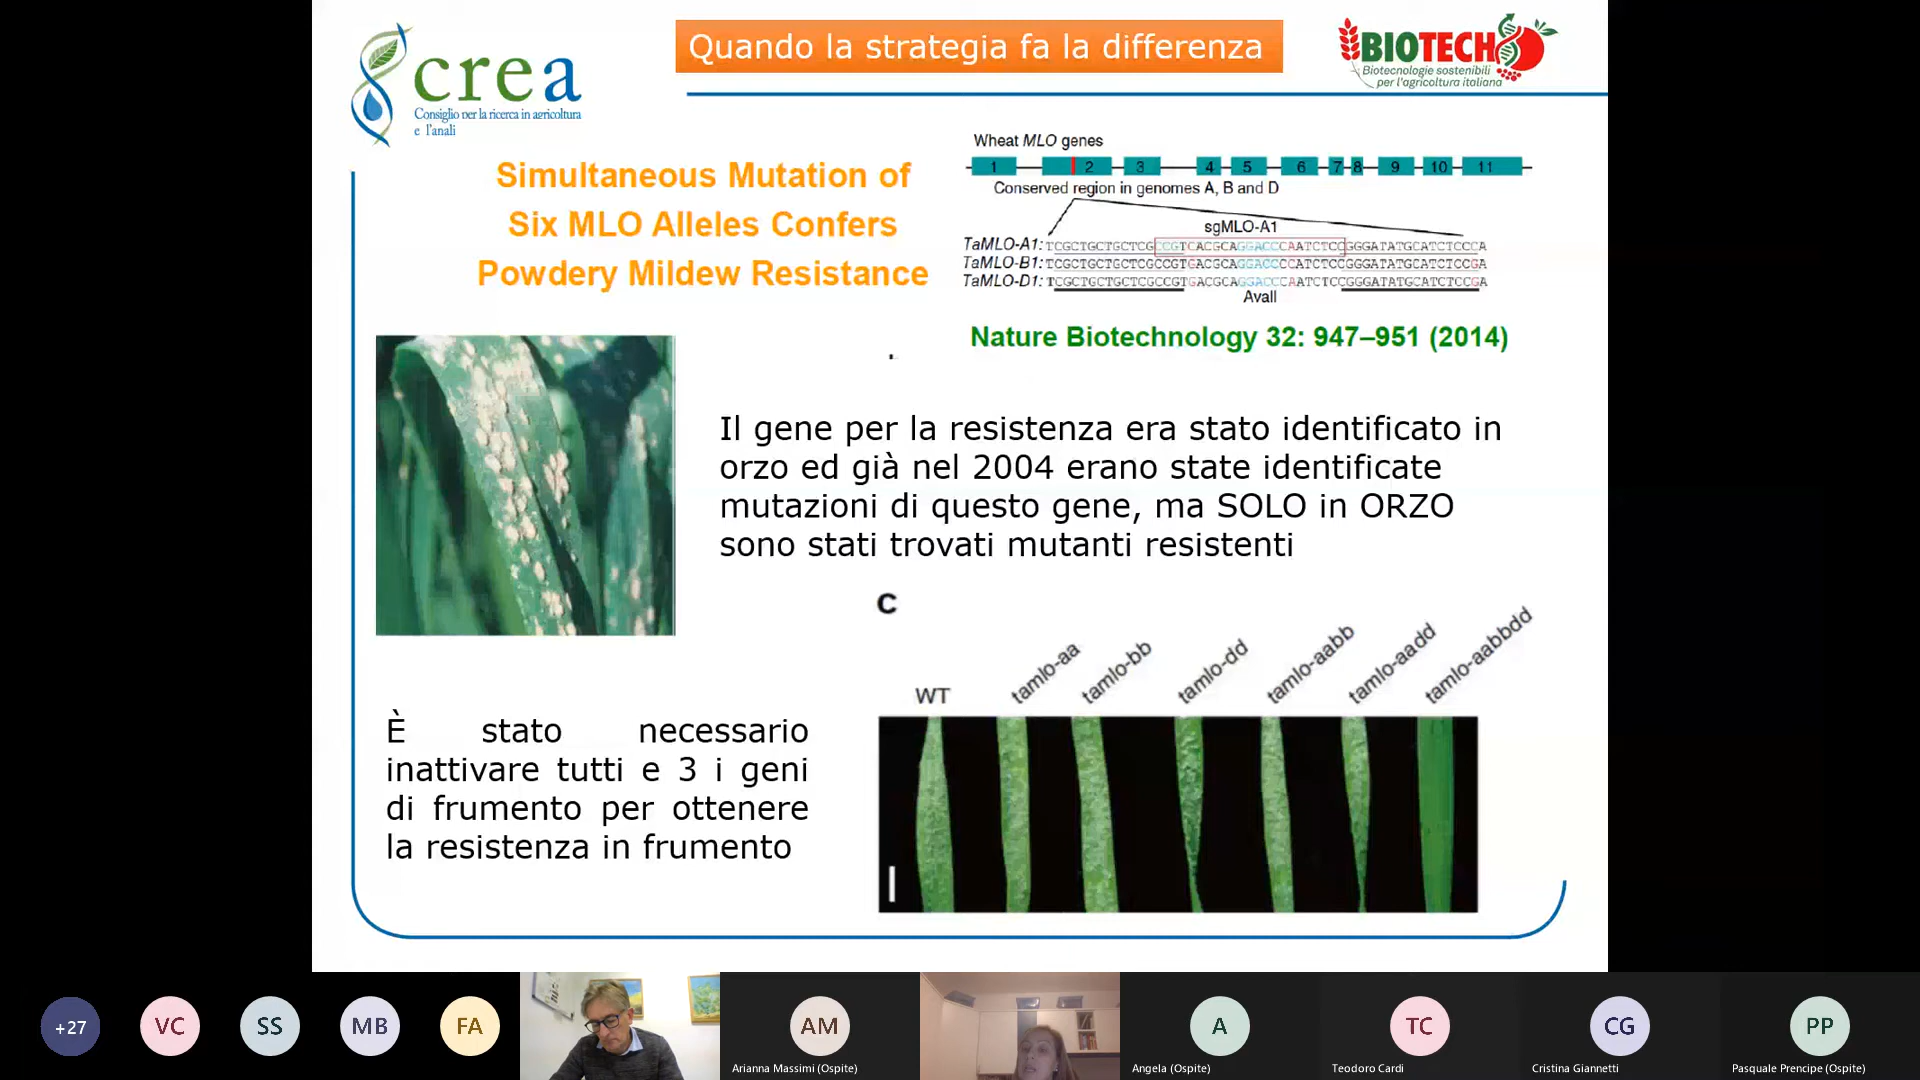 crea
Consiglio per la ricerca in agricoltura
e l'anali
Quando la strategia fa la differenza
BIOTECH
Biotecnologie sostenibili
per l'agricoltura italiana
Simultaneous Mutation of
Six MLO Alleles Confers
Powdery Mildew Resistance
Wheat MLO genes
1 2 3 4 5 6 7 8 9 10 11
Conserved region in genomes A, B and D
sgMLO-A1
TaMLO-A1: TCGCTGCTGCTCGCCGTCACGCAGGACCCAATCTCCGGGATATGCATCTCCCA
TaMLO-B1: TCGCTGCTGCTCGCCGTGACGCAGGACCCCATCTCCGGGATATGCATCTCCGA
TaMLO-D1: TCGCTGCTGCTCGCCGTGACGCAGGACCCAATCTCCGGGATATGCATCTCCGA
AvaII
Nature Biotechnology 32: 947–951 (2014)
Il gene per la resistenza era stato identificato in
orzo ed già nel 2004 erano state identificate
mutazioni di questo gene, ma SOLO in ORZO
sono stati trovati mutanti resistenti
È stato necessario
inattivare tutti e 3 i geni
di frumento per ottenere
la resistenza in frumento
C
WT tamlo-aa tamlo-bb tamlo-dd tamlo-aabb tamlo-aadd tamlo-aabbdd
+27 VC SS MB FA AM A TC CG PP
Arianna Massimi (Ospite) Angela (Ospite) Teodoro Cardi Cristina Giannetti Pasquale Prencipe (Ospite)